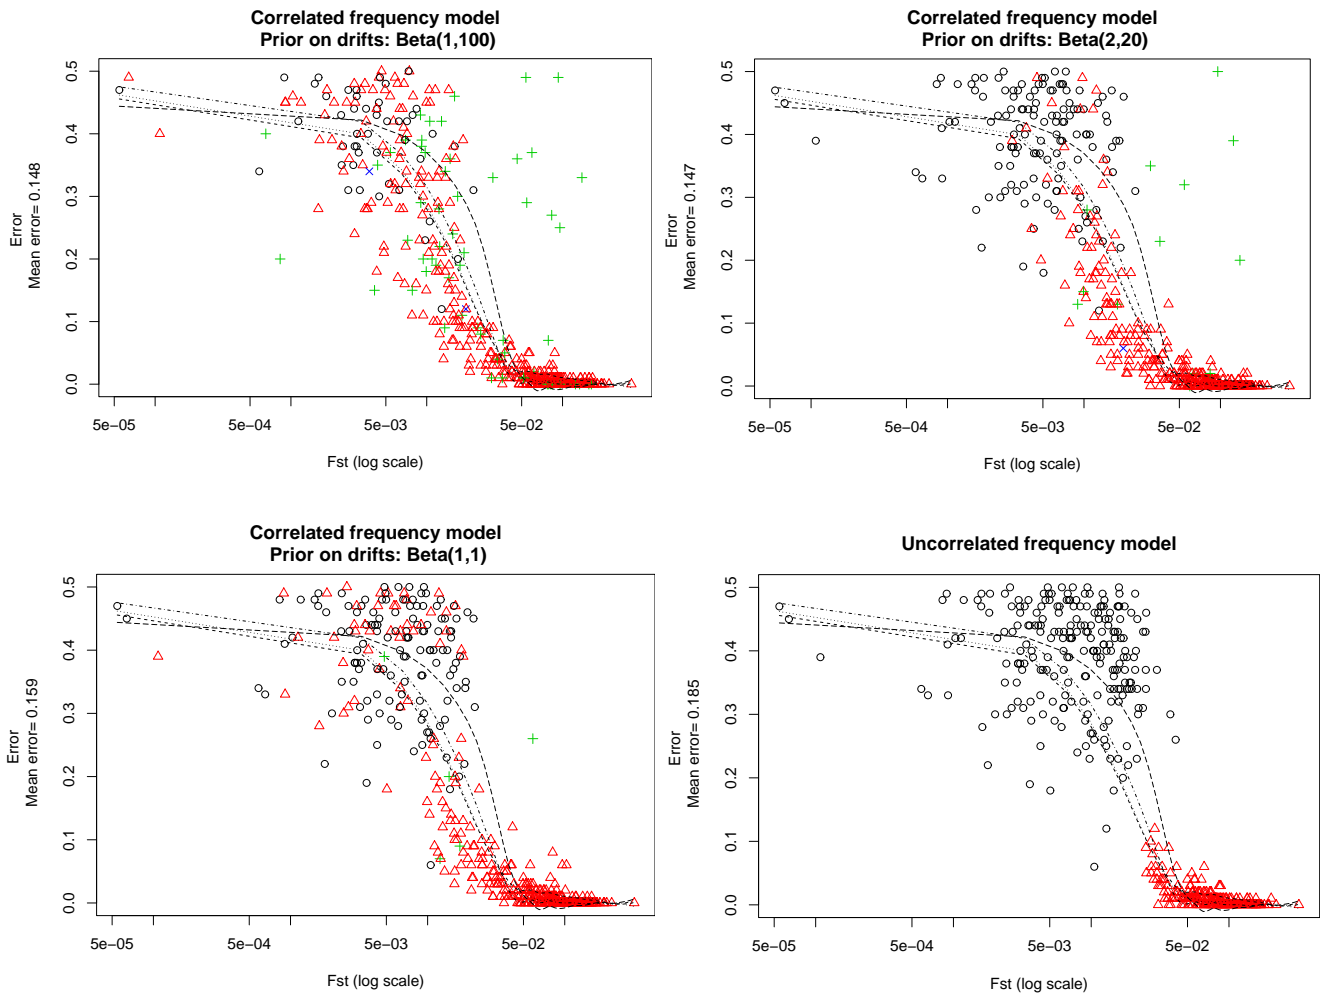 Correlated frequency model
Prior on drifts: Beta(1,100)
Error
Mean error= 0.148
0.5
0.4
0.3
0.2
0.1
0.0
5e−05
5e−04
5e−03
5e−02
Fst (log scale)
Correlated frequency model
Prior on drifts: Beta(2,20)
Error
Mean error= 0.147
0.5
0.4
0.3
0.2
0.1
0.0
5e−05
5e−04
5e−03
5e−02
Fst (log scale)
Correlated frequency model
Prior on drifts: Beta(1,1)
Error
Mean error= 0.159
0.5
0.4
0.3
0.2
0.1
0.0
5e−05
5e−04
5e−03
5e−02
Fst (log scale)
Uncorrelated frequency model
Error
Mean error= 0.185
0.5
0.4
0.3
0.2
0.1
0.0
5e−05
5e−04
5e−03
5e−02
Fst (log scale)